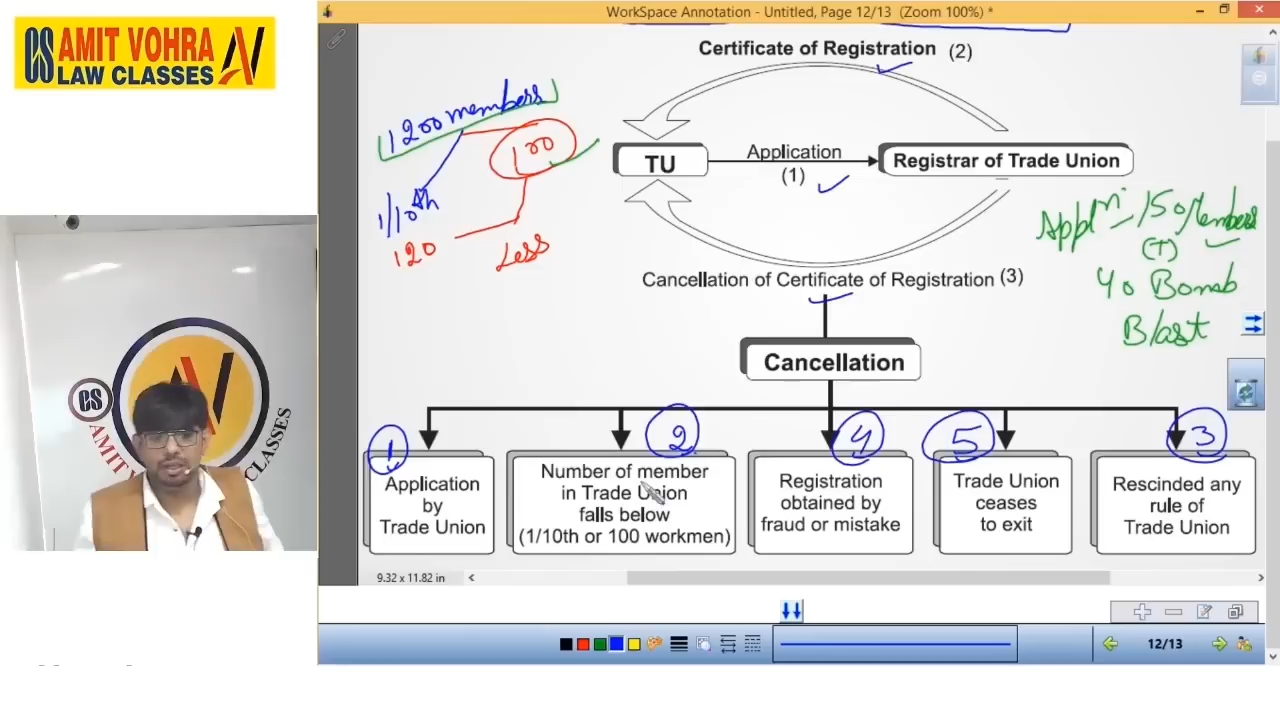 CS AMIT VOHRA
LAW CLASSES
WorkSpace Annotation - Untitled, Page 12/13 (Zoom 100%) *
Certificate of Registration (2)
1200 members
100
1/10th
120
Less
TU
Application
(1)
Registrar of Trade Union
Applⁿ 150 Members
(T)
40 Bomb
Blast
Cancellation of Certificate of Registration (3)
Cancellation
1
2
4
5
3
Application
by
Trade Union
Number of member
in Trade Union
falls below
(1/10th or 100 workmen)
Registration
obtained by
fraud or mistake
Trade Union
ceases
to exit
Rescinded any
rule of
Trade Union
CS
AMIT V
CLASSES
9.32 x 11.82 in
12/13